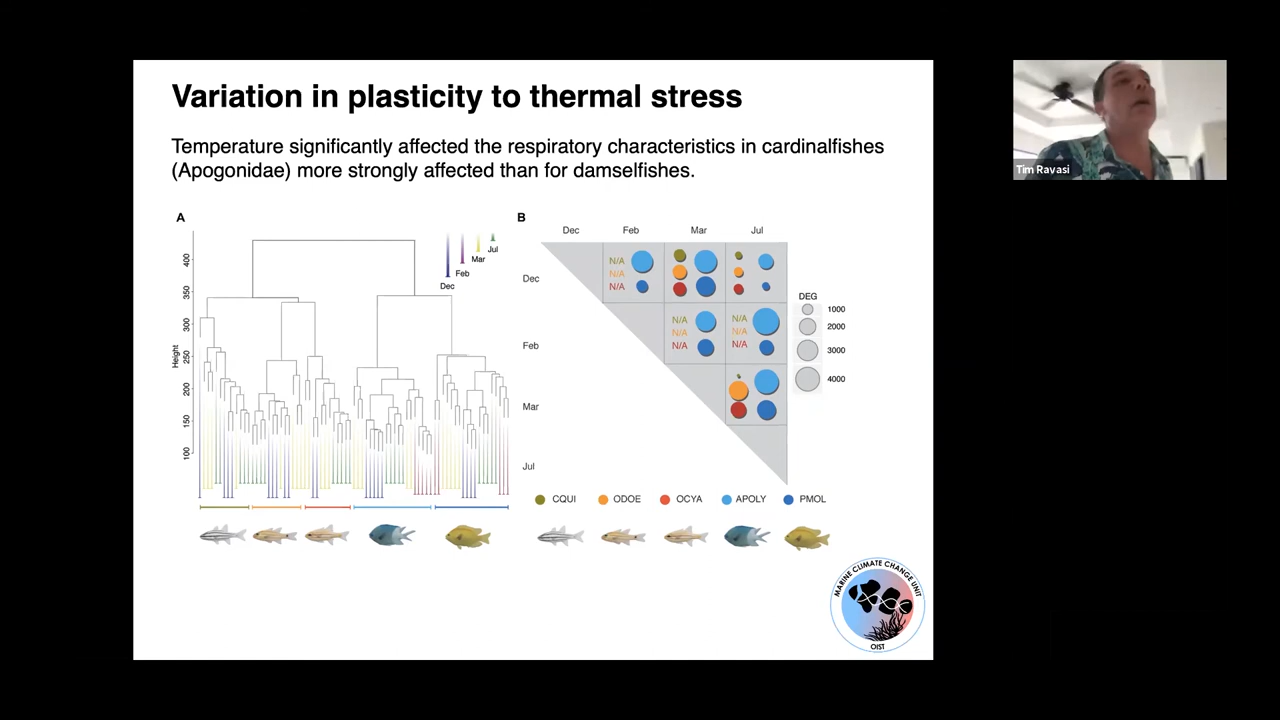 Variation in plasticity to thermal stress
Temperature significantly affected the respiratory characteristics in cardinalfishes
(Apogonidae) more strongly affected than for damselfishes.
Tim Ravasi
A
Height
400
350
300
250
200
150
100
Dec
Feb
Mar
Jul
B
Dec Feb Mar Jul
Dec
N/A
N/A
N/A
Feb
N/A N/A
N/A N/A
N/A N/A
Mar
Jul
DEG
1000
2000
3000
4000
CQUI ODOE OCYA APOLY PMOL
MARINE CLIMATE CHANGE UNIT
OIST